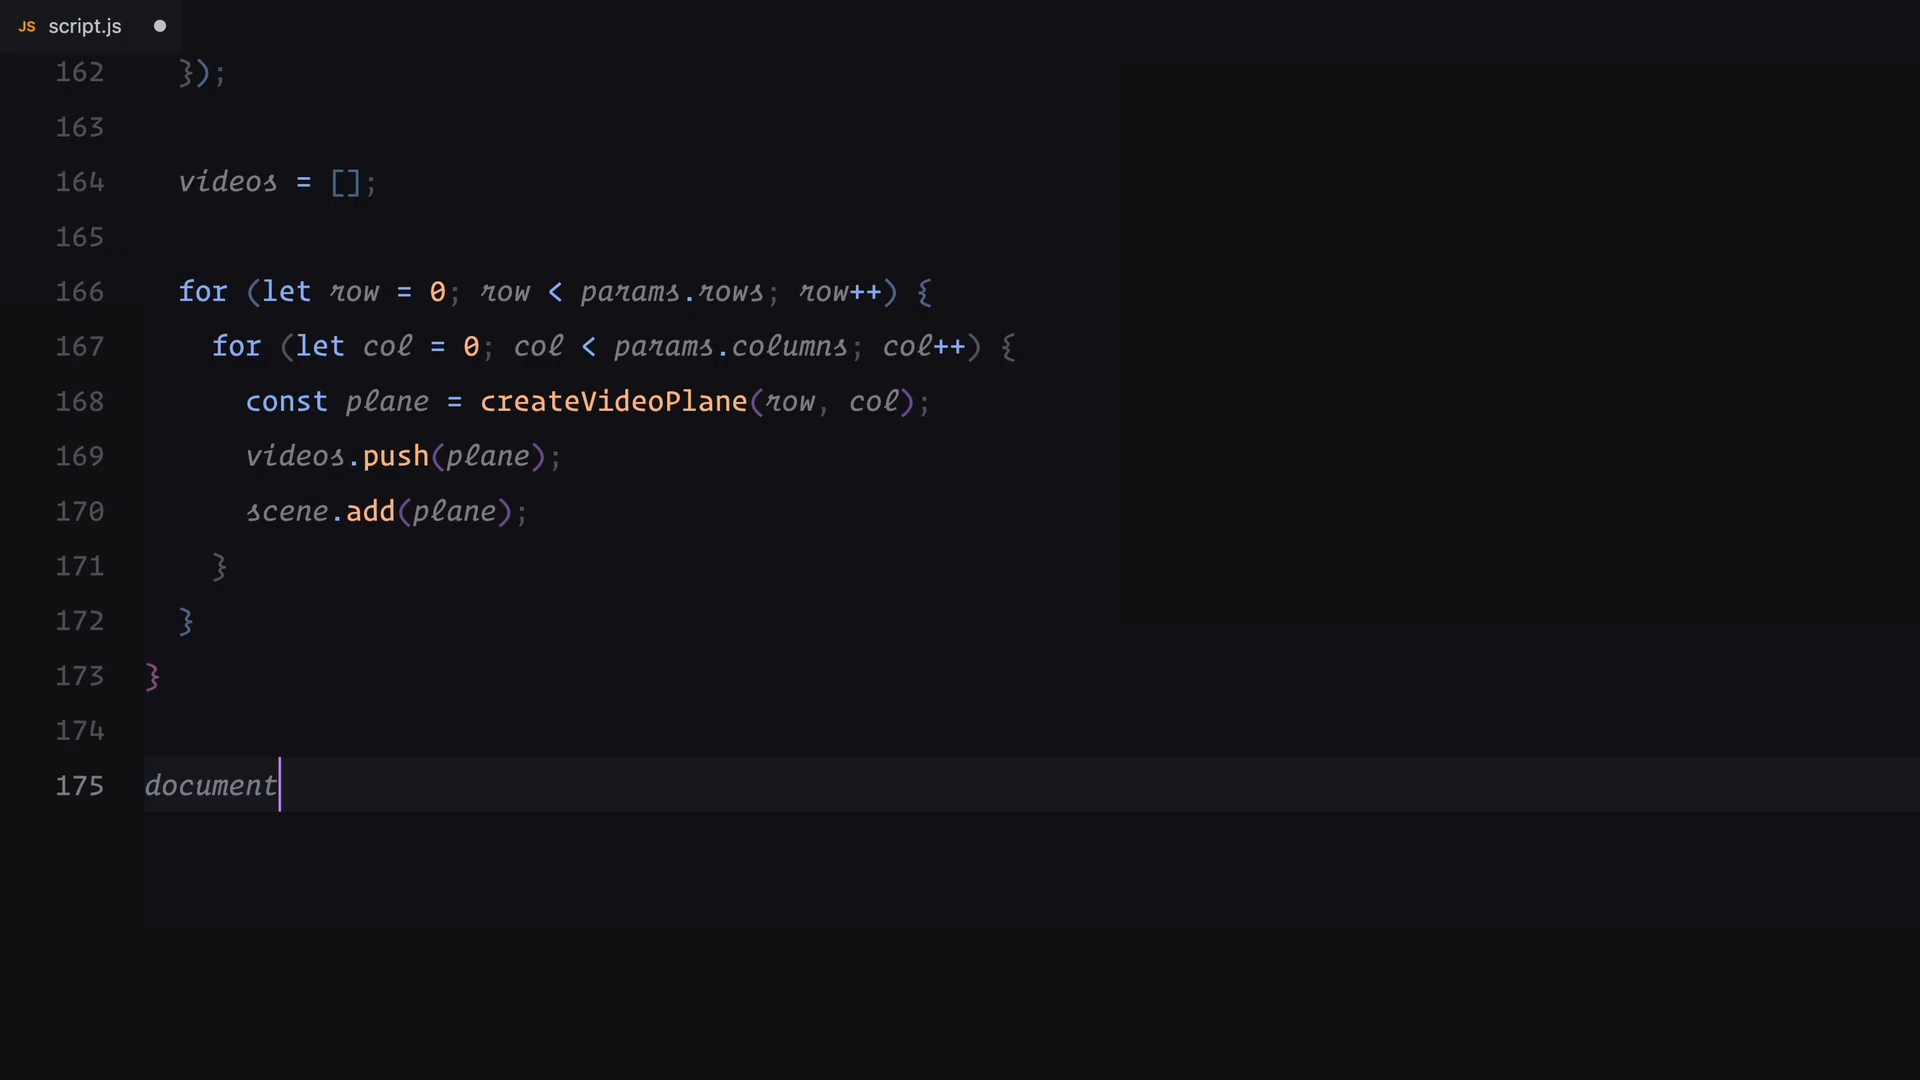 JS script.js
162 });
163
164 videos = [];
165
166 for (let row = 0; row < params.rows; row++) {
167 for (let col = 0; col < params.columns; col++) {
168 const plane = createVideoPlane(row, col);
169 videos.push(plane);
170 scene.add(plane);
171 }
172 }
173 }
174
175 document